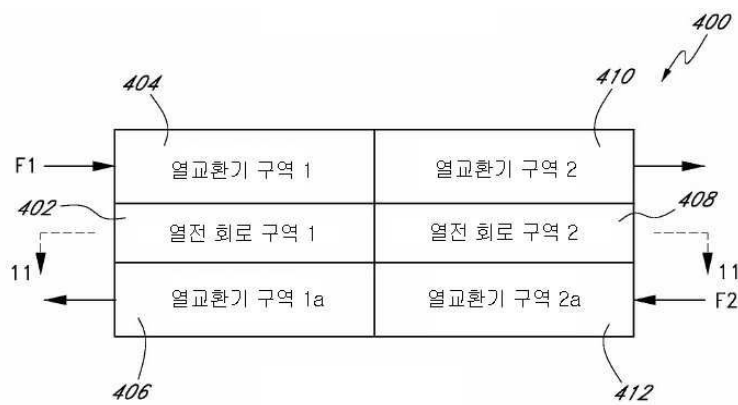 400
404
410
F1
열교환기 구역 1
열교환기 구역 2
402
408
열전 회로 구역 1
열전 회로 구역 2
11
11
열교환기 구역 1a
열교환기 구역 2a
F2
406
412